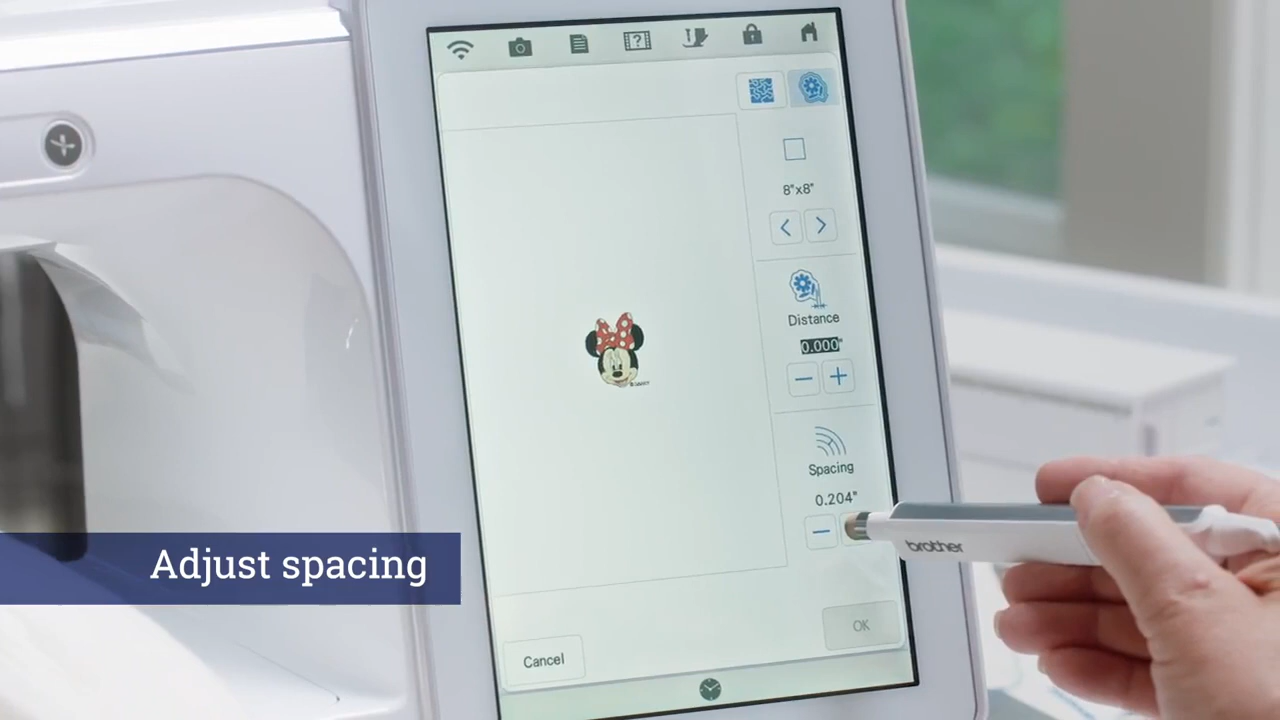 8"x8"
Distance
0.000"
Spacing
0.204"
brother
Adjust spacing
OK
Cancel